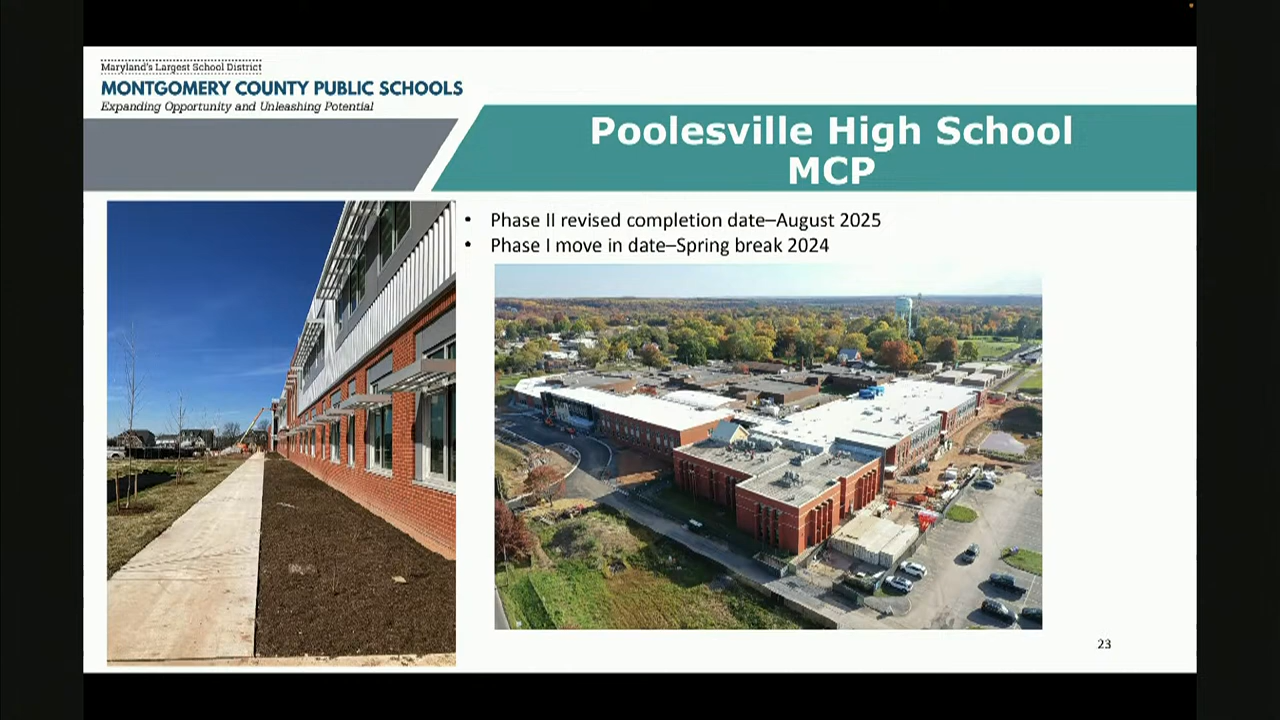 Maryland's Largest School District
MONTGOMERY COUNTY PUBLIC SCHOOLS
Expanding Opportunity and Unleashing Potential
Poolesville High School
MCP
• Phase II revised completion date–August 2025
• Phase I move in date–Spring break 2024
23